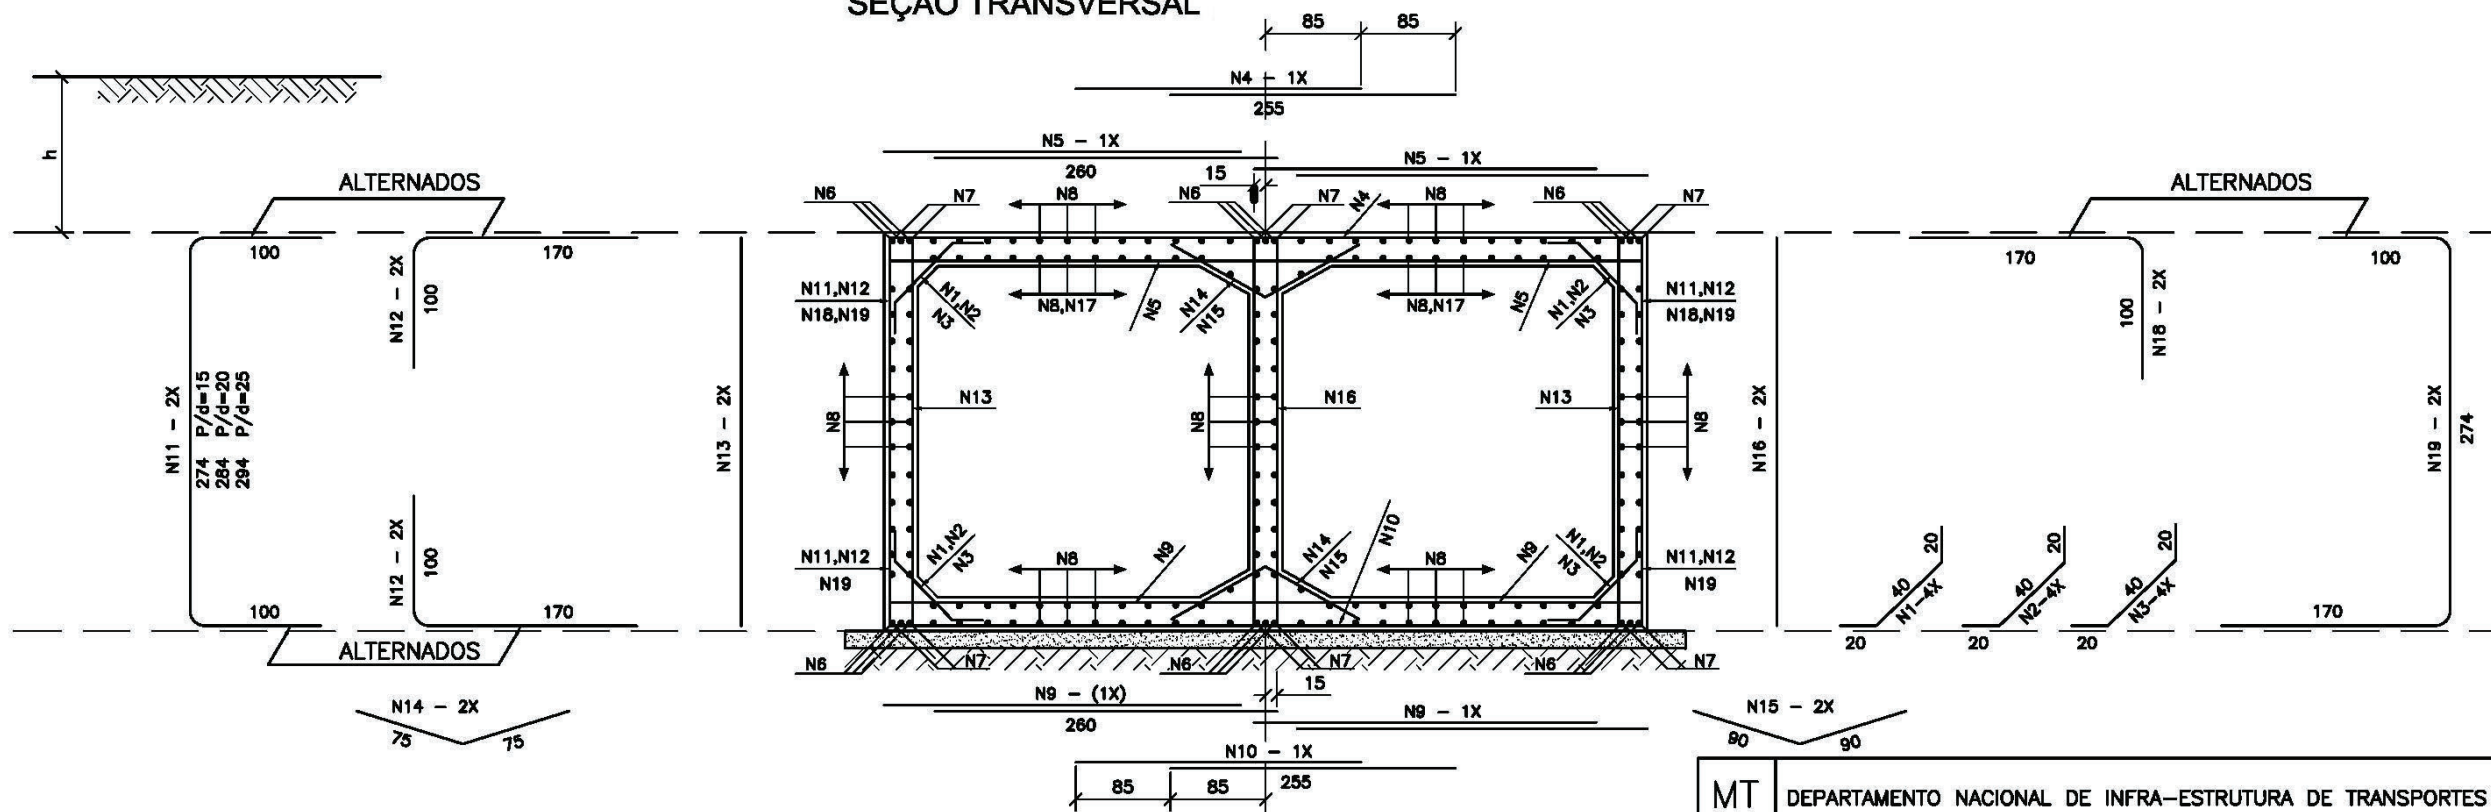 SEÇÃO TRANSVERSAL
85 85
N4 - 1X
255
N5 - 1X
260
15
N5 - 1X
h
ALTERNADOS
ALTERNADOS
N6 N8 N6 N7 N8 N6 N7
N7
N4
100
N12 - 2X
100
170
N11 - 2X
274 P/d=15
284 P/d=20
294 P/d=25
N12 - 2X
100
100
170
ALTERNADOS
N13 - 2X
N14 - 2X
75 75
N11,N12
N18,N19
N1,N2
N3
N8,N17
N5
N14
N15
N8,N17
N5
N1,N2
N3
N11,N12
N18,N19
N8
N13
N8
N16
N13
N8
N11,N12
N19
N1,N2
N3
N8
N9
N14
N15
N10
N8
N9
N1,N2
N3
N11,N12
N19
N6 N7 N6 N7 N6 N7
N9 - (1X)
260
15
N9 - 1X
N10 - 1X
255
85 85
N16 - 2X
170
100
N18 - 2X
100
N19 - 2X
274
170
20
40
N1-4X
20
20
40
N2-4X
20
20
40
N3-4X
20
N15 - 2X
90 90
MT DEPARTAMENTO NACIONAL DE INFRA-ESTRUTURA DE TRANSPORTES